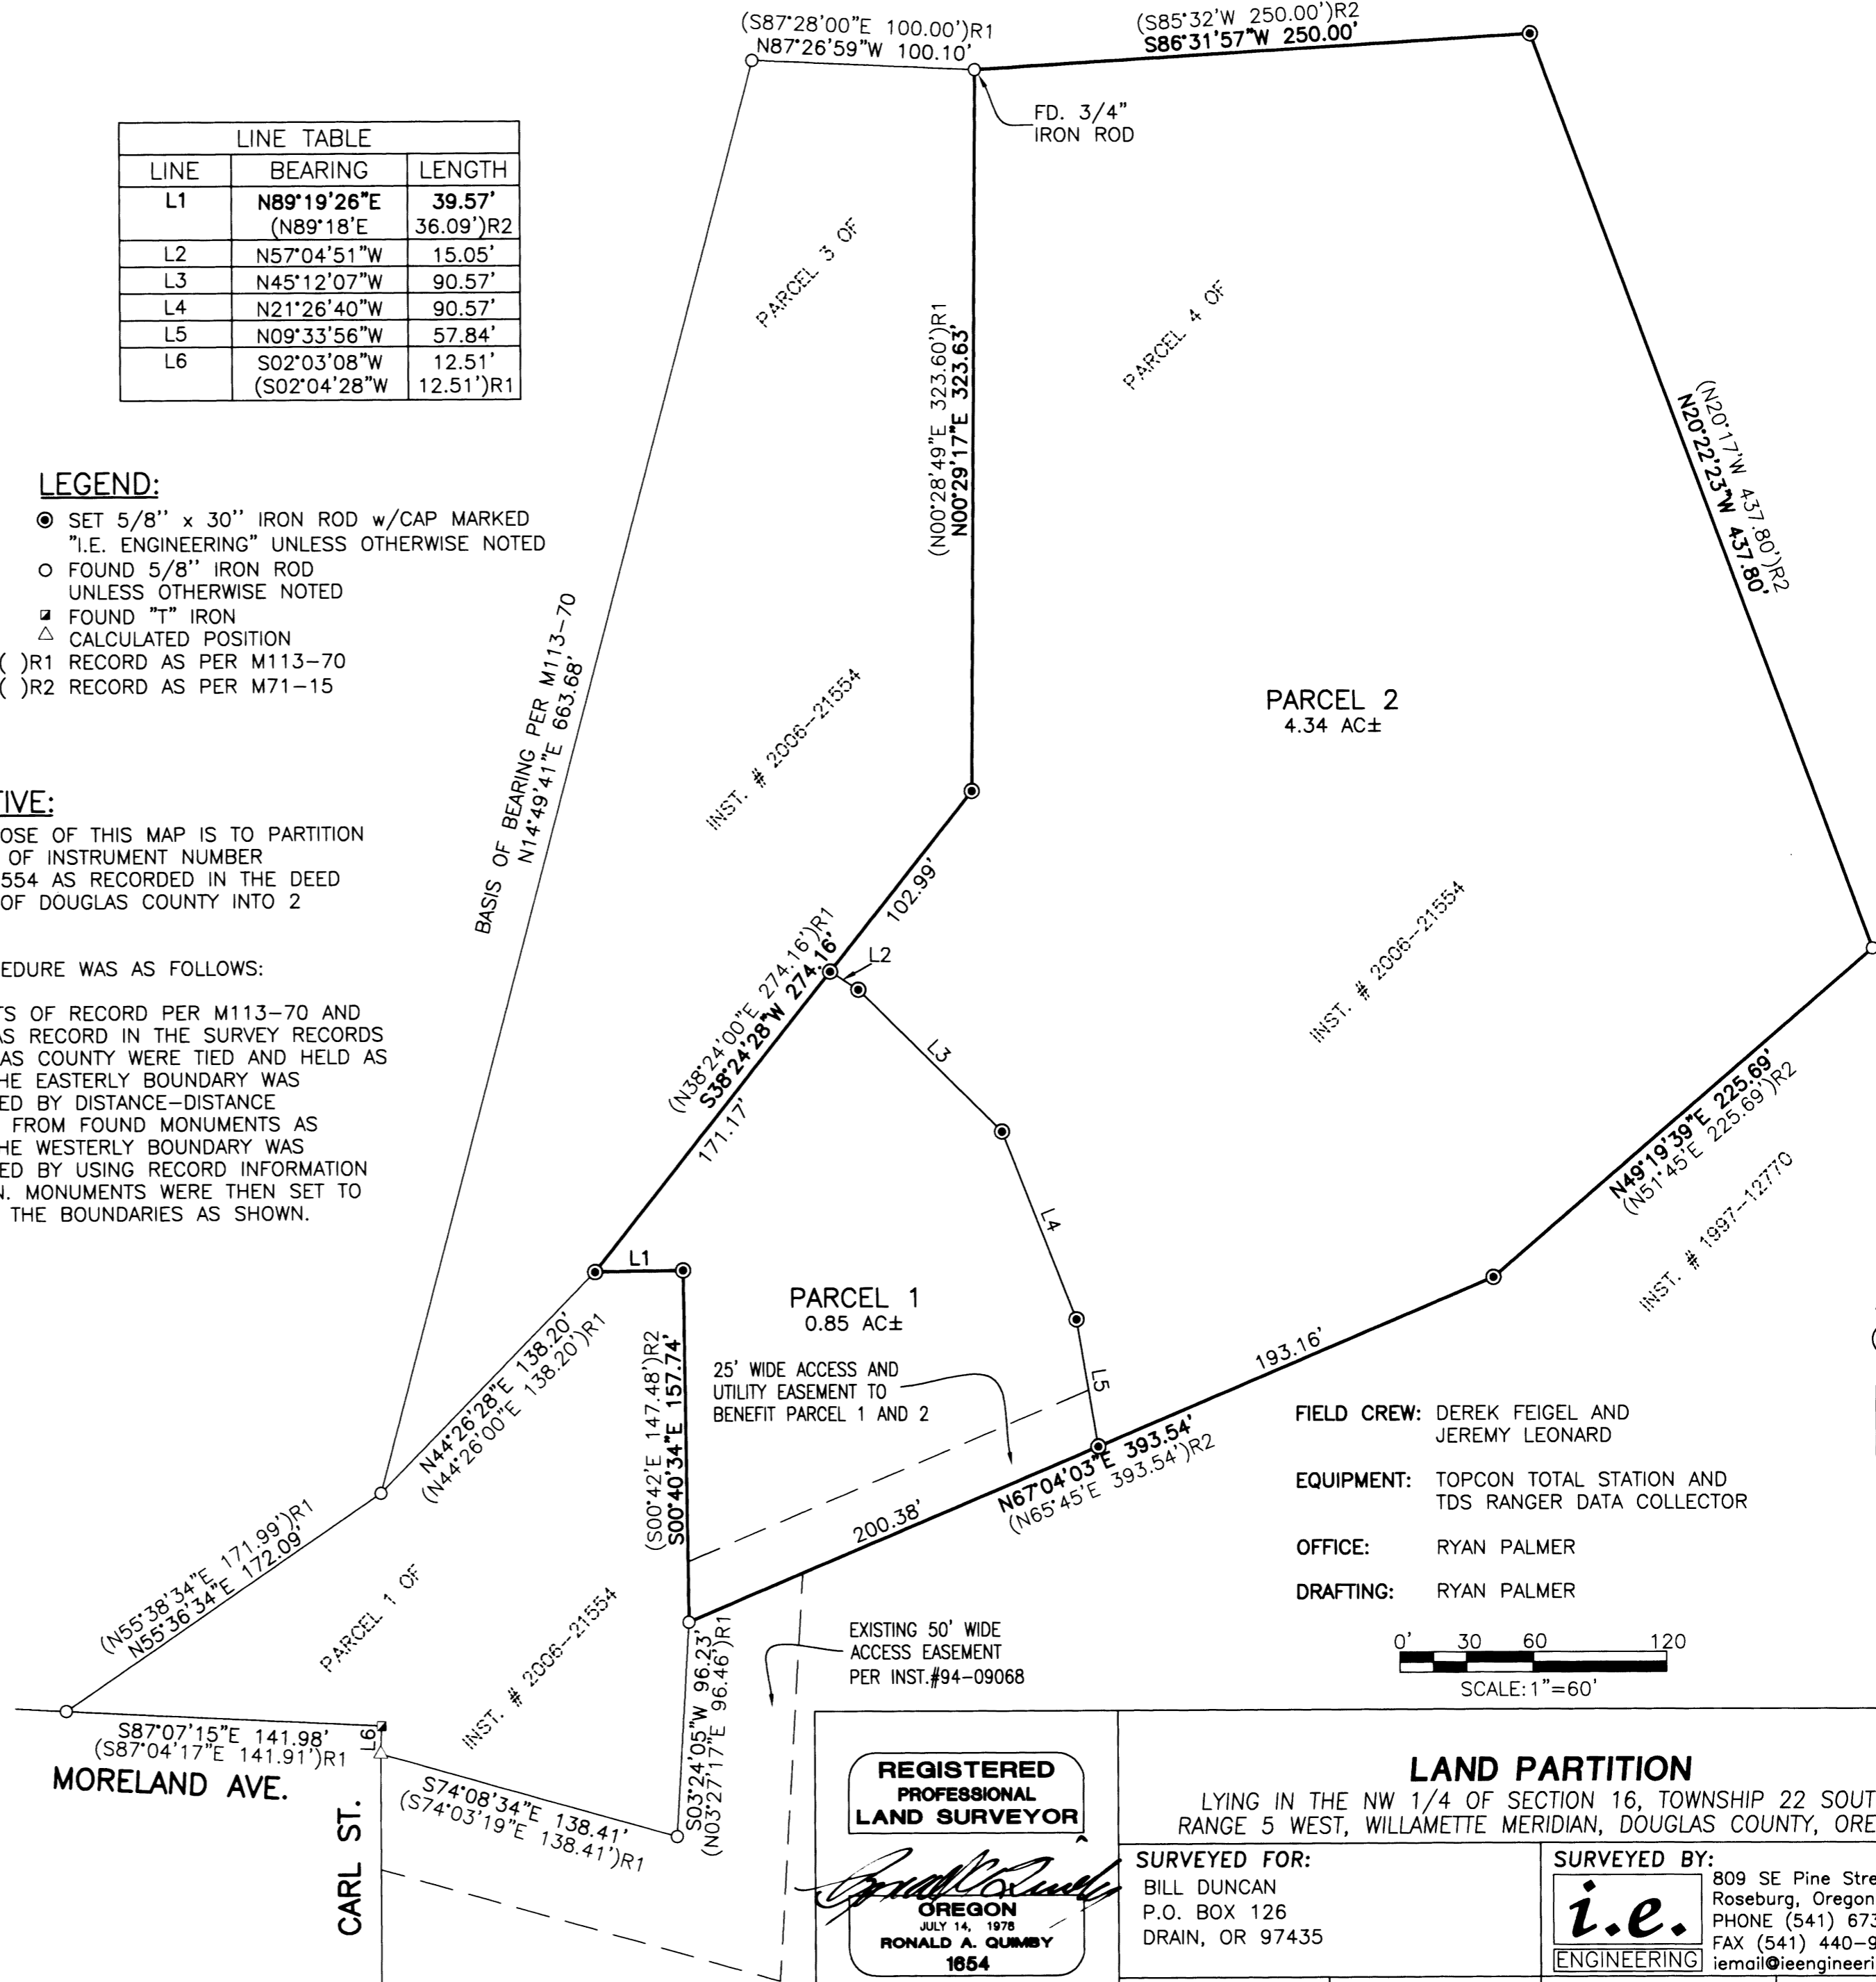 (S87°28'00"E 100.00')R1
N87°26'59"W 100.10'
(S85°32'W 250.00')R2
S86°31'57"W 250.00'
FD. 3/4"
IRON ROD
LINE TABLE
LINE BEARING LENGTH
L1 N89°19'26"E 39.57'
(N89°18'E 36.09')R2
L2 N57°04'51"W 15.05'
L3 N45°12'07"W 90.57'
L4 N21°26'40"W 90.57'
L5 N09°33'56"W 57.84'
L6 S02°03'08"W 12.51'
(S02°04'28"W 12.51')R1
PARCEL 3 OF
INST. # 2006-21554
PARCEL 4 OF
INST. # 2006-21554
(N00°28'49"E 323.60')R1
N00°29'17"E 323.63'
(N20°17'W 437.80')R2
N20°22'23"W 437.80'
LEGEND:
SET 5/8'' x 30'' IRON ROD w/CAP MARKED
"I.E. ENGINEERING" UNLESS OTHERWISE NOTED
FOUND 5/8'' IRON ROD
UNLESS OTHERWISE NOTED
FOUND "T" IRON
CALCULATED POSITION
( )R1 RECORD AS PER M113-70
( )R2 RECORD AS PER M71-15
BASIS OF BEARING PER M113-70
N14°49'41"E 663.68'
PARCEL 2
4.34 AC±
TIVE:
OSE OF THIS MAP IS TO PARTITION
OF INSTRUMENT NUMBER
554 AS RECORDED IN THE DEED
OF DOUGLAS COUNTY INTO 2
EDURE WAS AS FOLLOWS:
TS OF RECORD PER M113-70 AND
AS RECORD IN THE SURVEY RECORDS
AS COUNTY WERE TIED AND HELD AS
HE EASTERLY BOUNDARY WAS
ED BY DISTANCE-DISTANCE
FROM FOUND MONUMENTS AS
HE WESTERLY BOUNDARY WAS
ED BY USING RECORD INFORMATION
N. MONUMENTS WERE THEN SET TO
THE BOUNDARIES AS SHOWN.
102.99'
(N38°24'00"E 274.16')R1
S38°24'28"W 274.16'
171.17'
L2
L3
L4
L5
L1
N49°19'39"E 225.69'
(N51°45'E 225.69')R2
INST. # 1997-12770
PARCEL 1
0.85 AC±
25' WIDE ACCESS AND
UTILITY EASEMENT TO
BENEFIT PARCEL 1 AND 2
(S00°42'E 147.48')R2
S00°40'34"E 157.74'
N44°26'28"E 138.20'
(N44°26'00"E 138.20')R1
193.16'
N67°04'03"E 393.54'
(N65°45'E 393.54')R2
200.38'
(N55°38'34"E 171.99')R1
N55°36'34"E 172.09'
PARCEL 1 OF
INST. # 2006-21554
FIELD CREW: DEREK FEIGEL AND
JEREMY LEONARD
EQUIPMENT: TOPCON TOTAL STATION AND
TDS RANGER DATA COLLECTOR
OFFICE: RYAN PALMER
DRAFTING: RYAN PALMER
0' 30 60 120
SCALE: 1"=60'
EXISTING 50' WIDE
ACCESS EASEMENT
PER INST.#94-09068
S03°24'05"W 96.23'
(N03°27'17"E 96.46')R1
S87°07'15"E 141.98'
(S87°04'17"E 141.91')R1
L6
MORELAND AVE.
CARL ST.
S74°08'34"E 138.41'
(S74°03'19"E 138.41')R1
REGISTERED
PROFESSIONAL
LAND SURVEYOR
OREGON
JULY 14, 1978
RONALD A. QUIMBY
1654
LAND PARTITION
LYING IN THE NW 1/4 OF SECTION 16, TOWNSHIP 22 SOUT
RANGE 5 WEST, WILLAMETTE MERIDIAN, DOUGLAS COUNTY, ORE
SURVEYED FOR:
BILL DUNCAN
P.O. BOX 126
DRAIN, OR 97435
SURVEYED BY:
i.e.
ENGINEERING
809 SE Pine Stre
Roseburg, Oregon
PHONE (541) 673
FAX (541) 440-9
iemail@ieengineeri